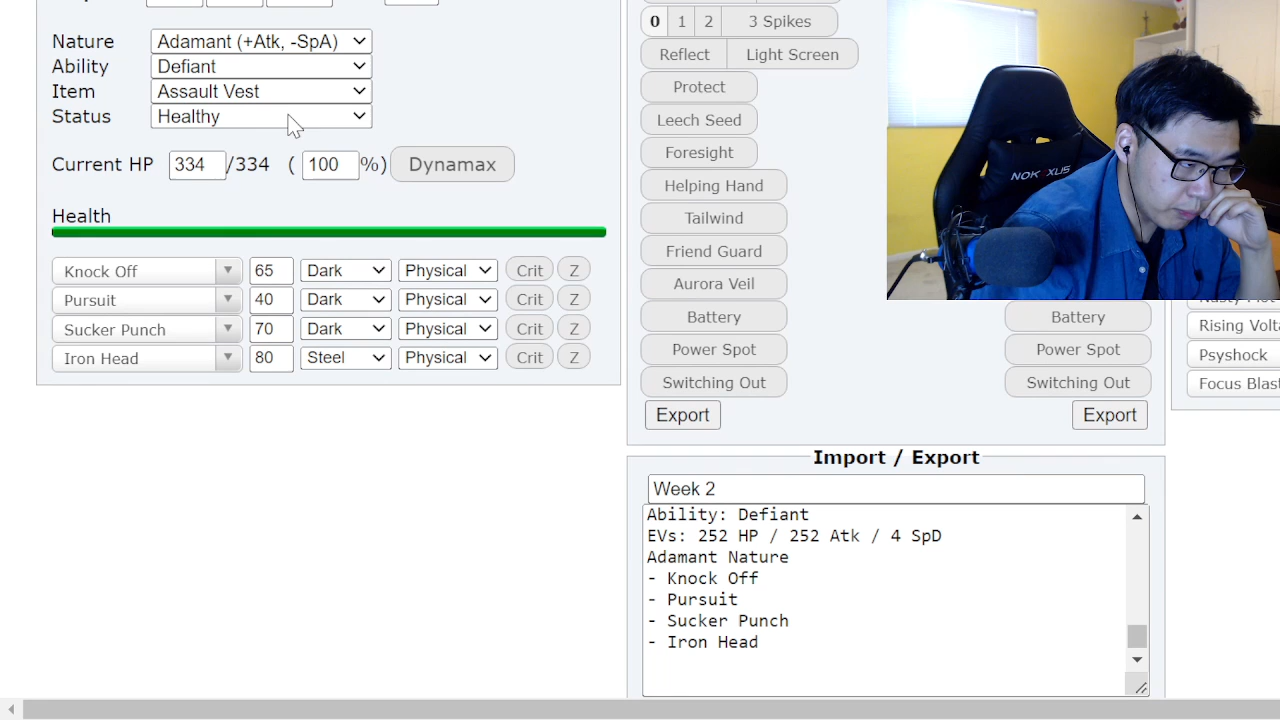 Nature Adamant (+Atk, -SpA)
Ability Defiant
Item Assault Vest
Status Healthy
Current HP 334 /334 ( 100 %) Dynamax
Health
Knock Off 65 Dark Physical Crit Z
Pursuit 40 Dark Physical Crit Z
Sucker Punch 70 Dark Physical Crit Z
Iron Head 80 Steel Physical Crit Z
0 1 2 3 Spikes
Reflect Light Screen
Protect
Leech Seed
Foresight
Helping Hand
Tailwind
Friend Guard
Aurora Veil
Battery Battery
Power Spot Power Spot
Switching Out Switching Out
Export Export
Import / Export
Week 2
Ability: Defiant
EVs: 252 HP / 252 Atk / 4 SpD
Adamant Nature
- Knock Off
- Pursuit
- Sucker Punch
- Iron Head
Nasty Plot
Rising Volt
Psyshock
Focus Blast